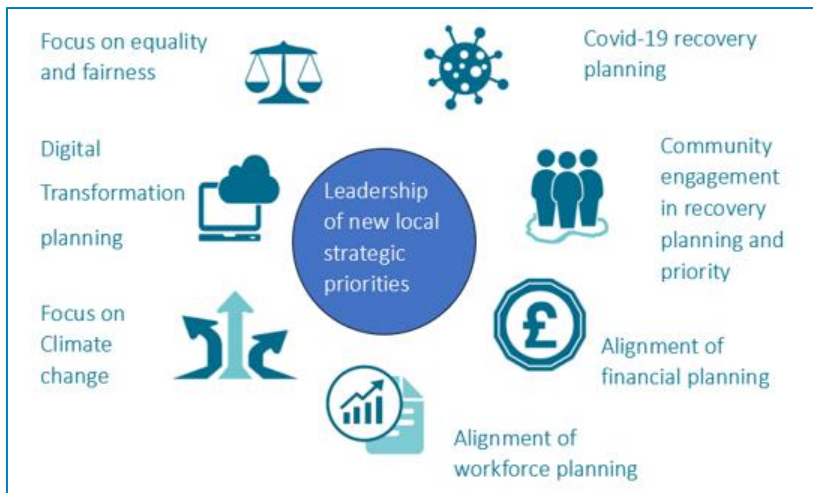 Focus on equality
and fairness
Covid-19 recovery
planning
Digital
Transformation
planning
Leadership
of new local
strategic
priorities
Community
engagement
in recovery
planning and
priority
Focus on
Climate
change
£
Alignment of
financial planning
Alignment of
workforce planning